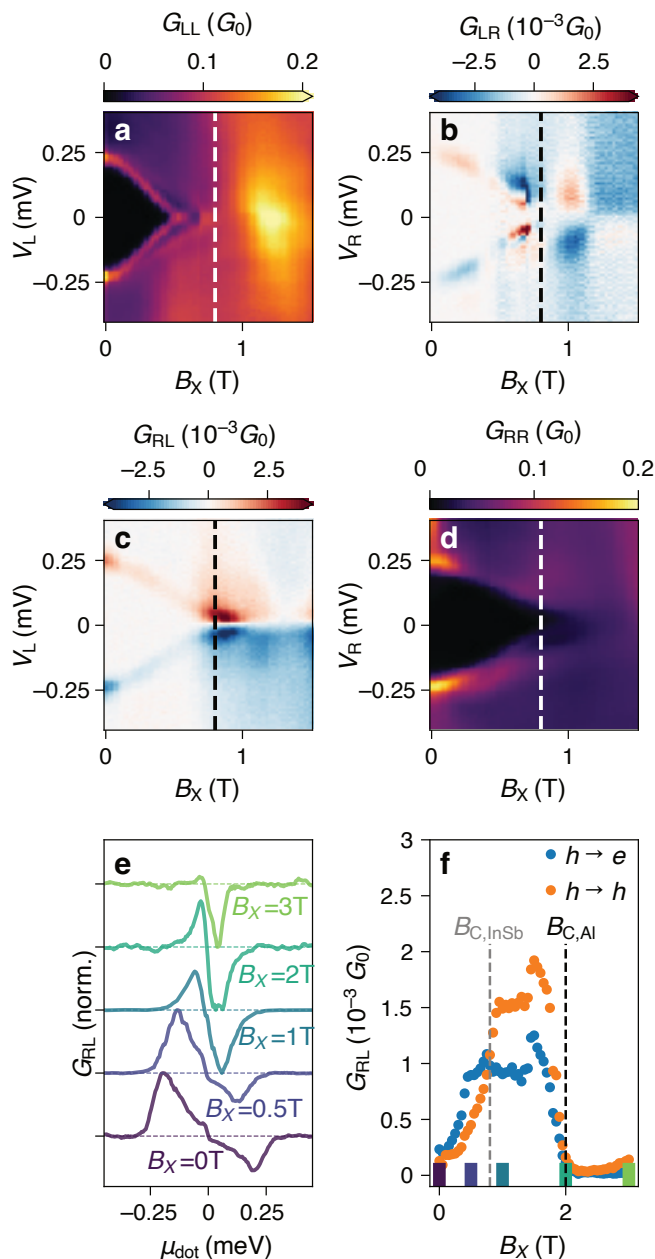 G_LL (G_0)
0 0.1 0.2
a
V_L (mV)
0.25
0
−0.25
0 1
B_X (T)
G_LR (10^−3 G_0)
−2.5 0 2.5
b
V_R (mV)
0.25
0
−0.25
0 1
B_X (T)
G_RL (10^−3 G_0)
−2.5 0 2.5
c
V_L (mV)
0.25
0
−0.25
0 1
B_X (T)
G_RR (G_0)
0 0.1 0.2
d
V_R (mV)
0.25
0
−0.25
0 1
B_X (T)
e
G_RL (norm.)
B_X=3T
B_X=2T
B_X=1T
B_X=0.5T
B_X=0T
-0.25 0 0.25
μ_dot (meV)
f
h → e
h → h
B_C,InSb
B_C,Al
G_RL (10^−3 G_0)
3
2.5
2
1.5
1
0.5
0
0 2
B_X (T)